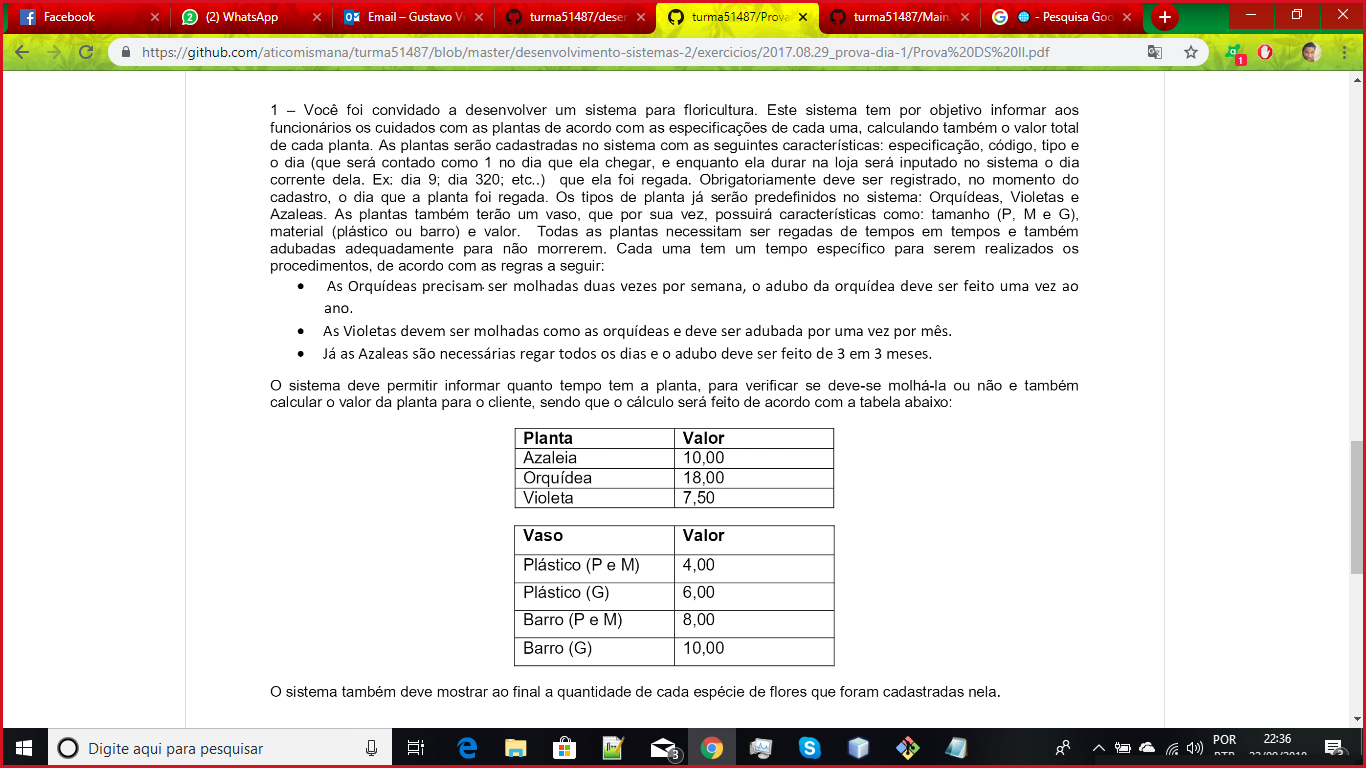 Facebook
(2) WhatsApp
Email – Gustavo Vi
turma51487/deser
turma51487/Prova
turma51487/Main.
- Pesquisa Goo
https://github.com/aticomismana/turma51487/blob/master/desenvolvimento-sistemas-2/exercicios/2017.08.29_prova-dia-1/Prova%20DS%20II.pdf
1
1 – Você foi convidado a desenvolver um sistema para floricultura. Este sistema tem por objetivo informar aos
funcionários os cuidados com as plantas de acordo com as especificações de cada uma, calculando também o valor total
de cada planta. As plantas serão cadastradas no sistema com as seguintes características: especificação, código, tipo e
o dia (que será contado como 1 no dia que ela chegar, e enquanto ela durar na loja será inputado no sistema o dia
corrente dela. Ex: dia 9; dia 320; etc..) que ela foi regada. Obrigatoriamente deve ser registrado, no momento do
cadastro, o dia que a planta foi regada. Os tipos de planta já serão predefinidos no sistema: Orquídeas, Violetas e
Azaleas. As plantas também terão um vaso, que por sua vez, possuirá características como: tamanho (P, M e G),
material (plástico ou barro) e valor. Todas as plantas necessitam ser regadas de tempos em tempos e também
adubadas adequadamente para não morrerem. Cada uma tem um tempo específico para serem realizados os
procedimentos, de acordo com as regras a seguir:
• As Orquídeas precisam ser molhadas duas vezes por semana, o adubo da orquídea deve ser feito uma vez ao
ano.
• As Violetas devem ser molhadas como as orquídeas e deve ser adubada por uma vez por mês.
• Já as Azaleas são necessárias regar todos os dias e o adubo deve ser feito de 3 em 3 meses.
O sistema deve permitir informar quanto tempo tem a planta, para verificar se deve-se molhá-la ou não e também
calcular o valor da planta para o cliente, sendo que o cálculo será feito de acordo com a tabela abaixo:
Planta Valor
Azaleia 10,00
Orquídea 18,00
Violeta 7,50
Vaso Valor
Plástico (P e M) 4,00
Plástico (G) 6,00
Barro (P e M) 8,00
Barro (G) 10,00
O sistema também deve mostrar ao final a quantidade de cada espécie de flores que foram cadastradas nela.
Digite aqui para pesquisar
3
POR
22:36